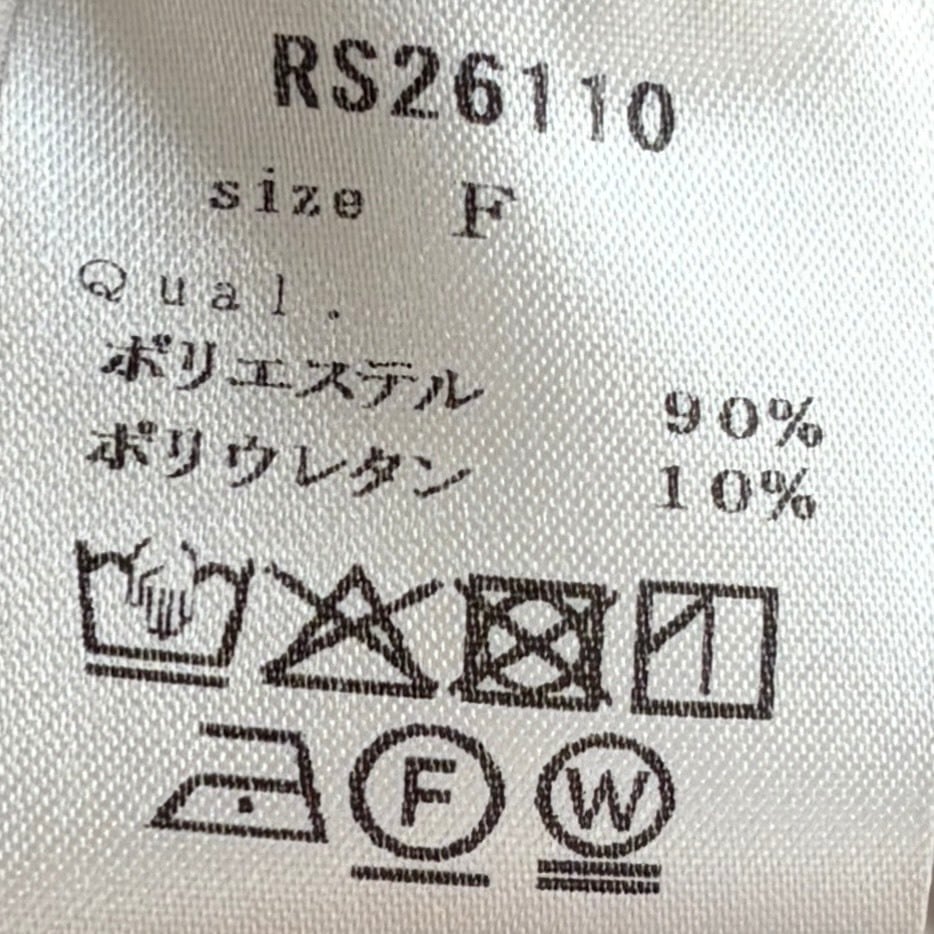 RS26110
size F
Qual.
ポリエステル 90%
ポリウレタン 10%
F W